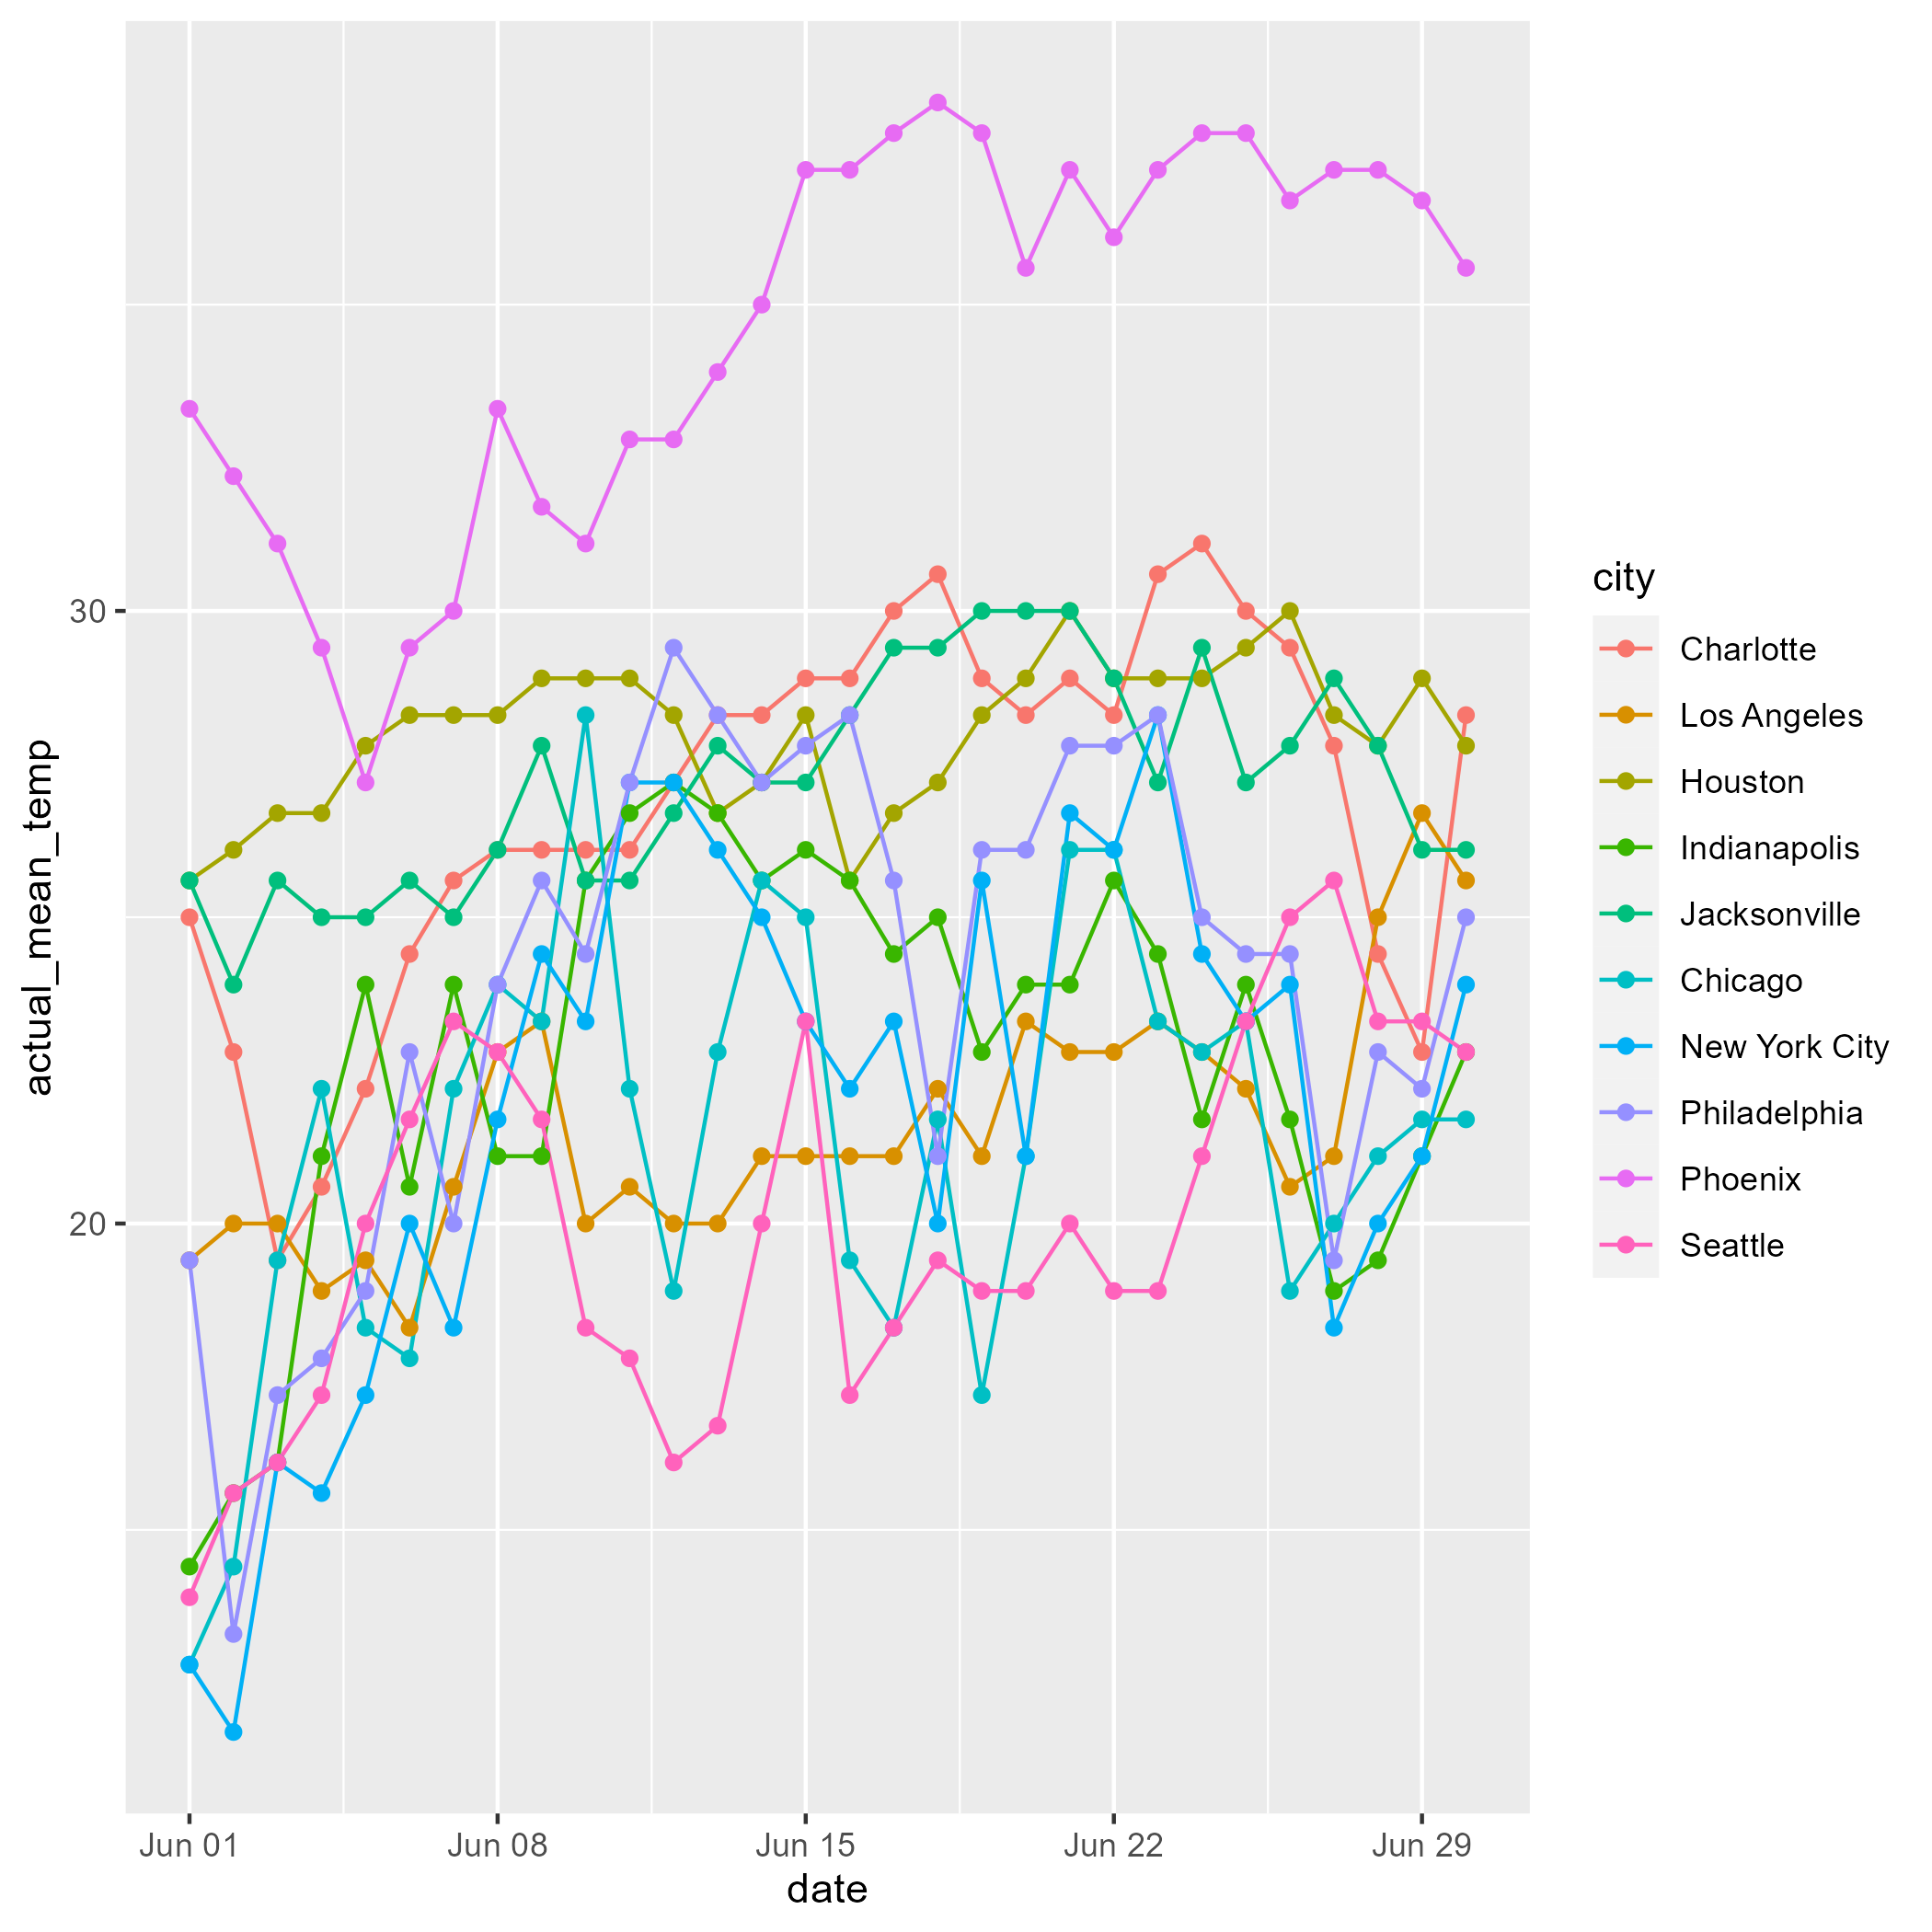 actual_mean_temp
30
20
Jun 01
Jun 08
Jun 15
Jun 22
Jun 29
date
city
Charlotte
Los Angeles
Houston
Indianapolis
Jacksonville
Chicago
New York City
Philadelphia
Phoenix
Seattle